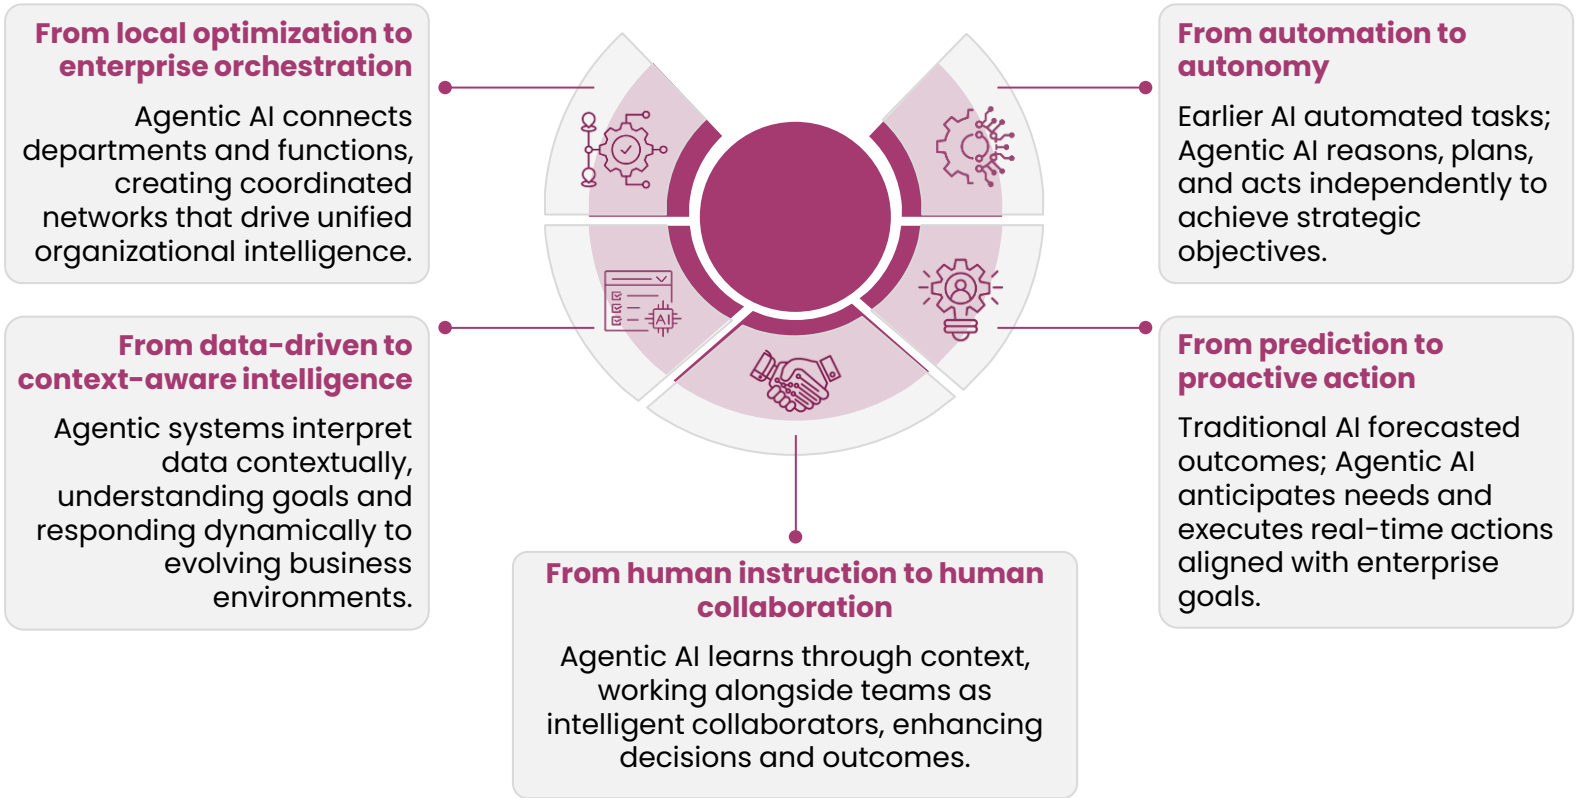 From local optimization to
enterprise orchestration
Agentic AI connects
departments and functions,
creating coordinated
networks that drive unified
organizational intelligence.
From automation to
autonomy
Earlier AI automated tasks;
Agentic AI reasons, plans,
and acts independently to
achieve strategic
objectives.
From data-driven to
context-aware intelligence
Agentic systems interpret
data contextually,
understanding goals and
responding dynamically to
evolving business
environments.
AI
From prediction to
proactive action
Traditional AI forecasted
outcomes; Agentic AI
anticipates needs and
executes real-time actions
aligned with enterprise
goals.
From human instruction to human
collaboration
Agentic AI learns through context,
working alongside teams as
intelligent collaborators, enhancing
decisions and outcomes.